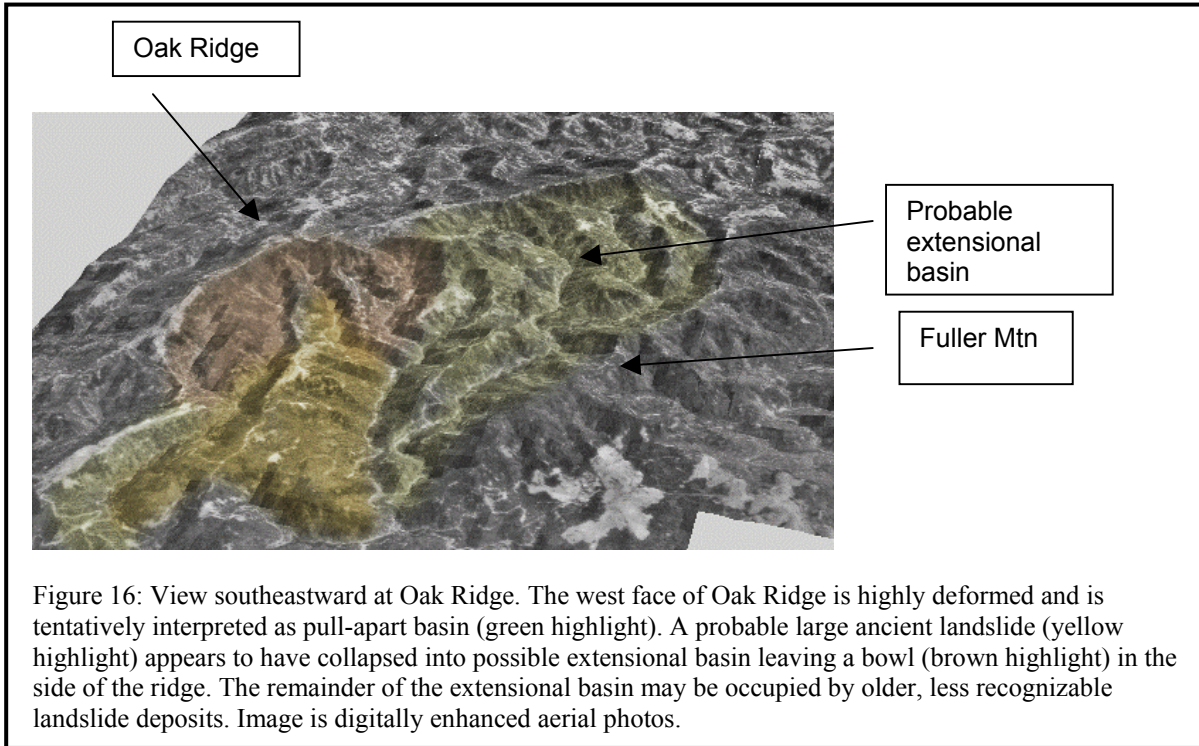 Oak Ridge
Probable
extensional
basin
Fuller Mtn
Figure 16: View southeastward at Oak Ridge. The west face of Oak Ridge is highly deformed and is
tentatively interpreted as pull-apart basin (green highlight). A probable large ancient landslide (yellow
highlight) appears to have collapsed into possible extensional basin leaving a bowl (brown highlight) in the
side of the ridge. The remainder of the extensional basin may be occupied by older, less recognizable
landslide deposits. Image is digitally enhanced aerial photos.